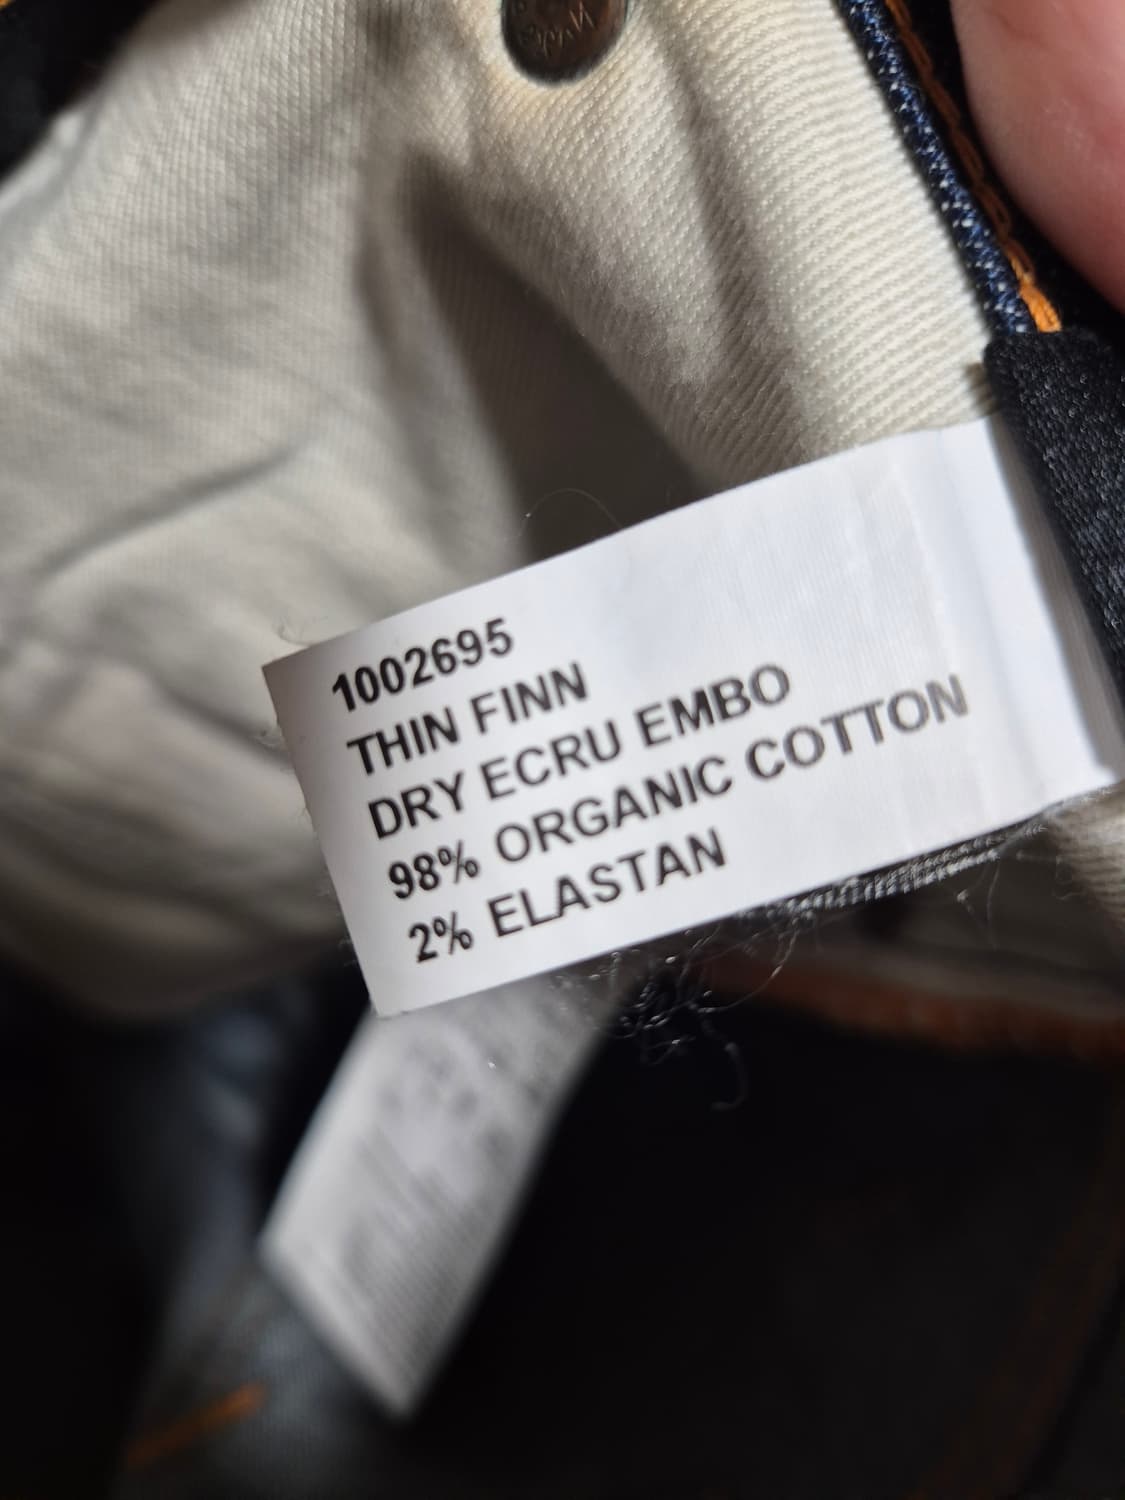 1002695
THIN FINN
DRY ECRU EMBO
98% ORGANIC COTTON
2% ELASTAN